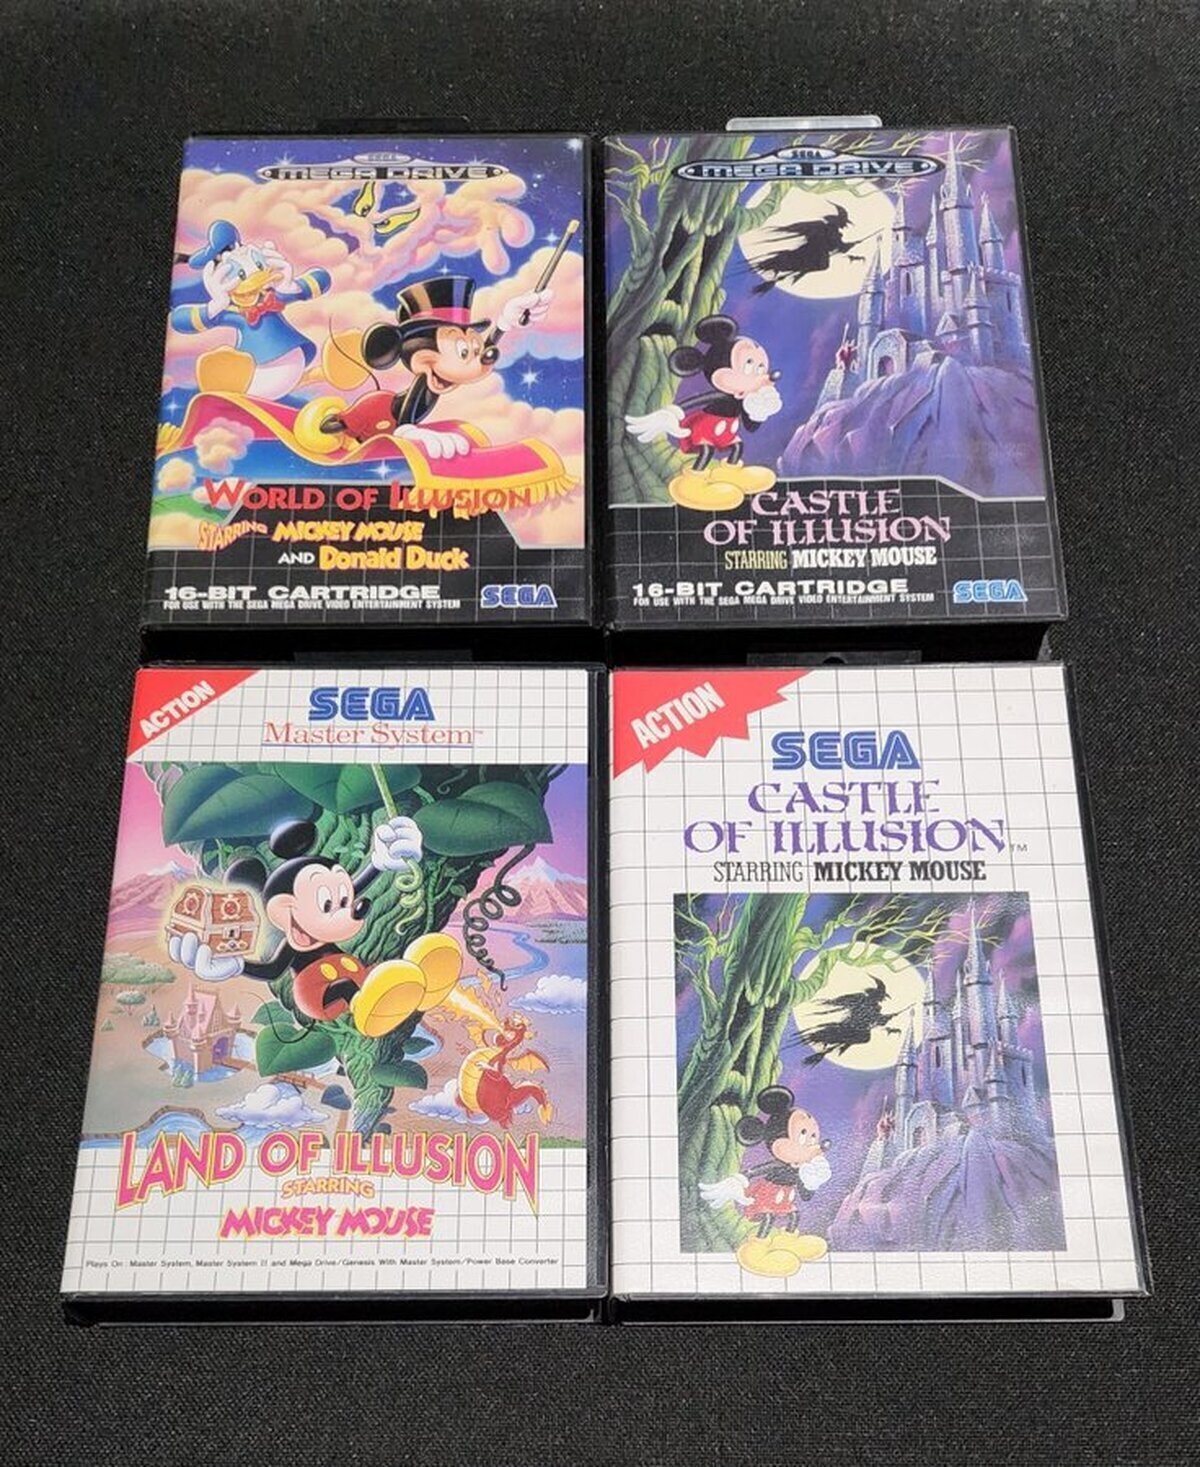 SEGA
MEGA DRIVE
WORLD OF ILLUSION
STARRING MICKEY MOUSE
AND Donald Duck
16-BIT CARTRIDGE
FOR USE WITH THE SEGA MEGA DRIVE VIDEO ENTERTAINMENT SYSTEM
SEGA
SEGA
MEGA DRIVE
CASTLE
OF ILLUSION
STARRING MICKEY MOUSE
16-BIT CARTRIDGE
FOR USE WITH THE SEGA MEGA DRIVE VIDEO ENTERTAINMENT SYSTEM
SEGA
ACTION
SEGA
Master System™
LAND OF ILLUSION
STARRING
MICKEY MOUSE
Plays On: Master System, Master System II and Mega Drive/Genesis With Master System/Power Base Converter
ACTION
SEGA
CASTLE
OF ILLUSION™
STARRING MICKEY MOUSE